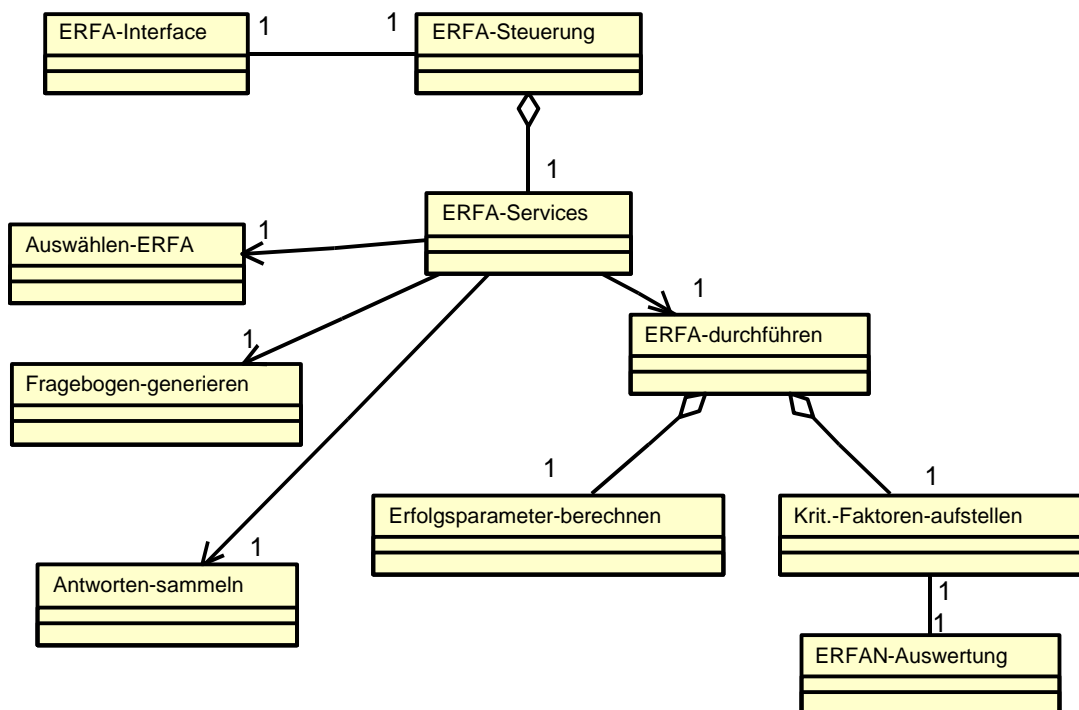 ERFA-Interface
1
1
ERFA-Steuerung
1
ERFA-Services
Auswählen-ERFA
1
1
ERFA-durchführen
1
Fragebogen-generieren
1
Erfolgsparameter-berechnen
1
Krit.-Faktoren-aufstellen
1
Antworten-sammeln
1
1
ERFAN-Auswertung